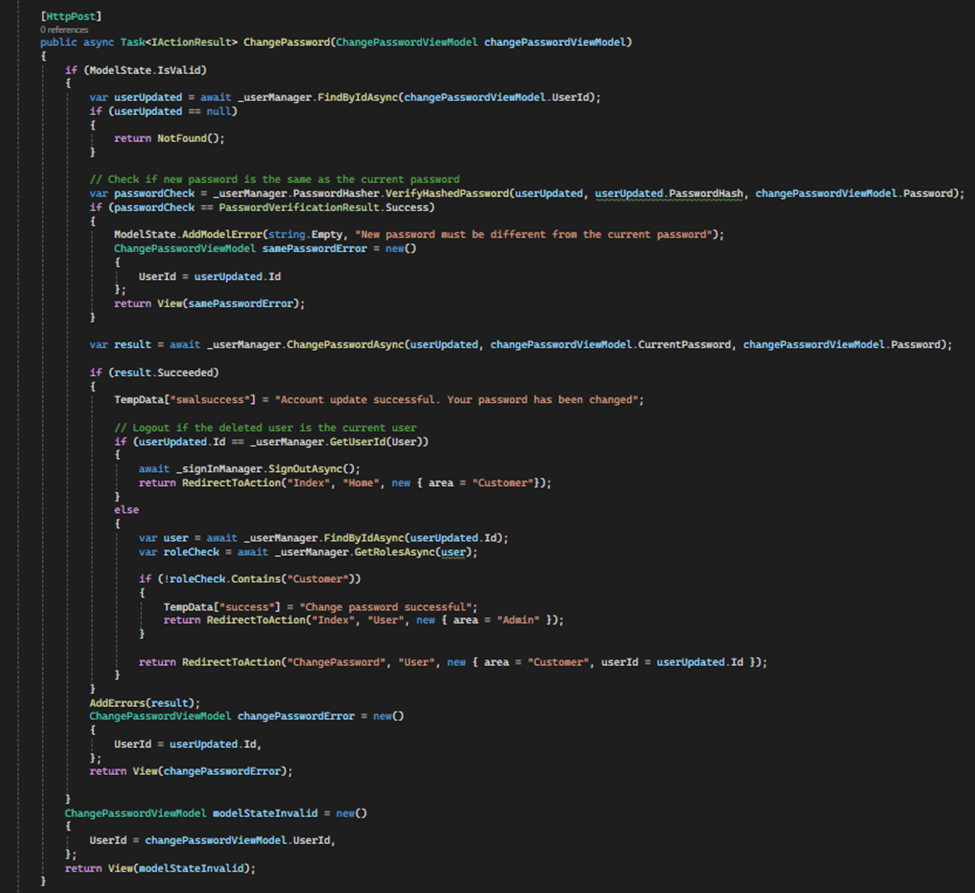 [HttpPost]
0 references
public async Task<IActionResult> ChangePassword(ChangePasswordViewModel changePasswordViewModel)
{
    if (ModelState.IsValid)
    {
        var userUpdated = await _userManager.FindByIdAsync(changePasswordViewModel.UserId);
        if (userUpdated == null)
        {
            return NotFound();
        }

        // Check if new password is the same as the current password
        var passwordCheck = _userManager.PasswordHasher.VerifyHashedPassword(userUpdated, userUpdated.PasswordHash, changePasswordViewModel.Password);
        if (passwordCheck == PasswordVerificationResult.Success)
        {
            ModelState.AddModelError(string.Empty, "New password must be different from the current password");
            ChangePasswordViewModel samePasswordError = new()
            {
                UserId = userUpdated.Id
            };
            return View(samePasswordError);
        }

        var result = await _userManager.ChangePasswordAsync(userUpdated, changePasswordViewModel.CurrentPassword, changePasswordViewModel.Password);

        if (result.Succeeded)
        {
            TempData["swalsuccess"] = "Account update successful. Your password has been changed";

            // Logout if the deleted user is the current user
            if (userUpdated.Id == _userManager.GetUserId(User))
            {
                await _signInManager.SignOutAsync();
                return RedirectToAction("Index", "Home", new { area = "Customer"});
            }
            else
            {
                var user = await _userManager.FindByIdAsync(userUpdated.Id);
                var roleCheck = await _userManager.GetRolesAsync(user);

                if (!roleCheck.Contains("Customer"))
                {
                    TempData["success"] = "Change password successful";
                    return RedirectToAction("Index", "User", new { area = "Admin" });
                }

                return RedirectToAction("ChangePassword", "User", new { area = "Customer", userId = userUpdated.Id });
            }
        }
        AddErrors(result);
        ChangePasswordViewModel changePasswordError = new()
        {
            UserId = userUpdated.Id,
        };
        return View(changePasswordError);

    }
    ChangePasswordViewModel modelStateInvalid = new()
    {
        UserId = changePasswordViewModel.UserId,
    };
    return View(modelStateInvalid);
}